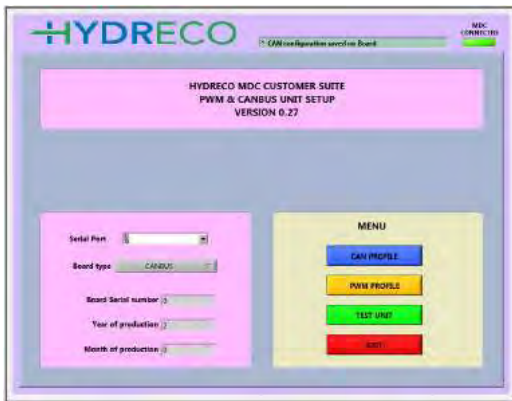 HYDRECO
* CAN configuration saved on Board
MDC
CONNECTED
HYDRECO MDC CUSTOMER SUITE
PWM & CANBUS UNIT SETUP
VERSION 0.27
Serial Port
Board type CANBUS
Board Serial number 0
Year of production
Month of production 0
MENU
CAN PROFILE
PWM PROFILE
TEST UNIT
EXIT